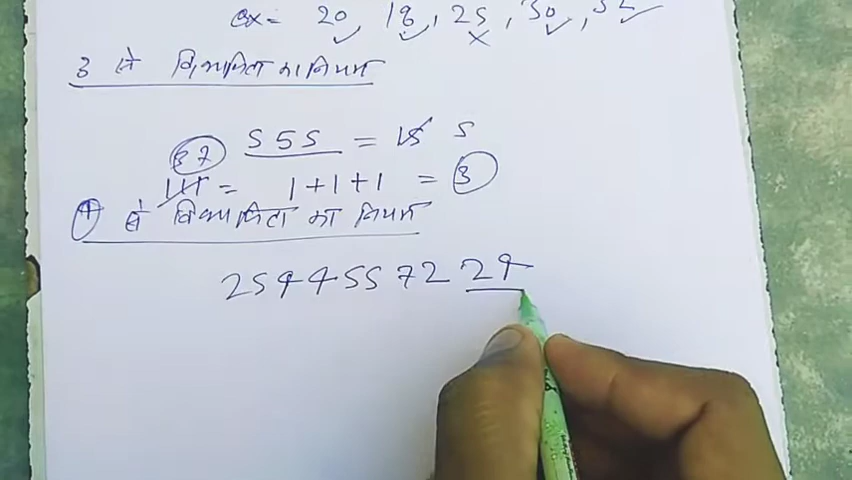 ex= 20, 18, 25, 30, 32
3 से विभाजिता का नियम
37 555 = 15 5
111 = 1+1+1 = 3
4 से विभाजिता का नियम
2544557224